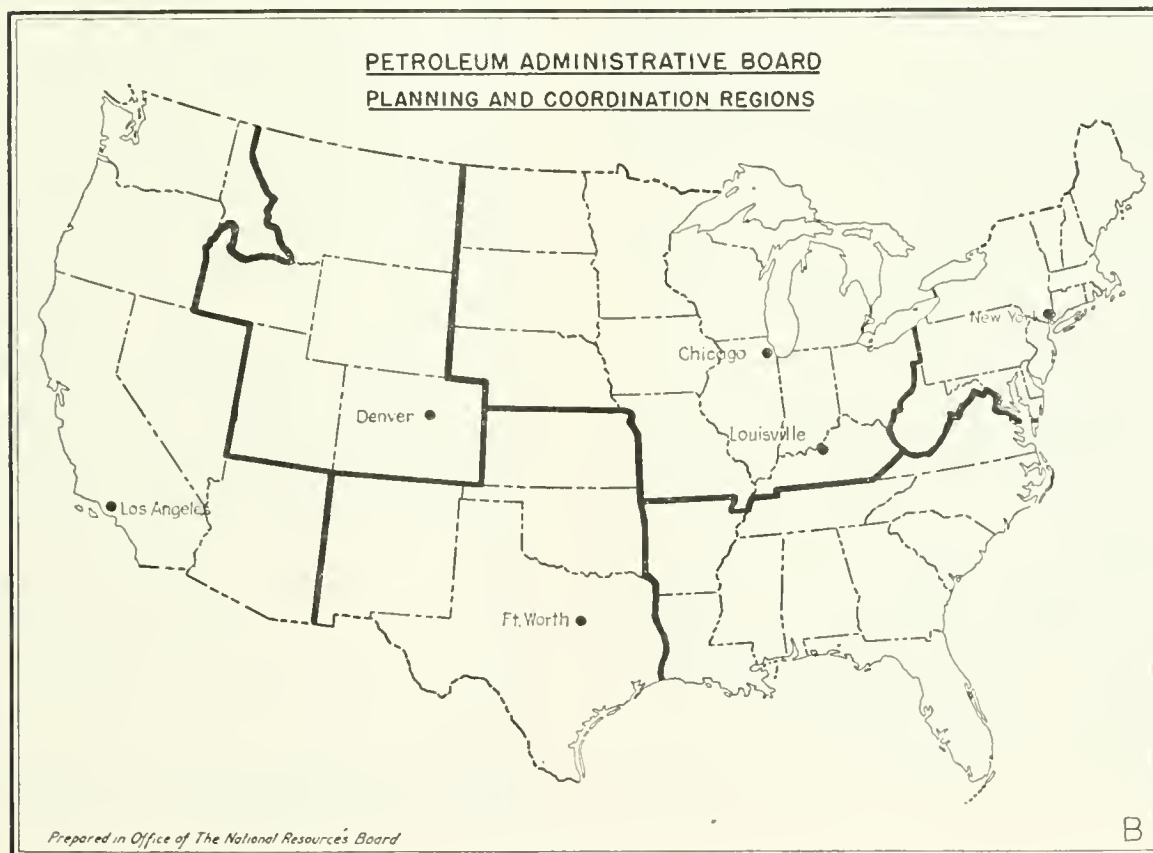 PETROLEUM ADMINISTRATIVE BOARD
PLANNING AND COORDINATION REGIONS
New York
Chicago
Denver
Louisville
Los Angeles
Ft. Worth
Prepared in Office of The National Resource's Board
B